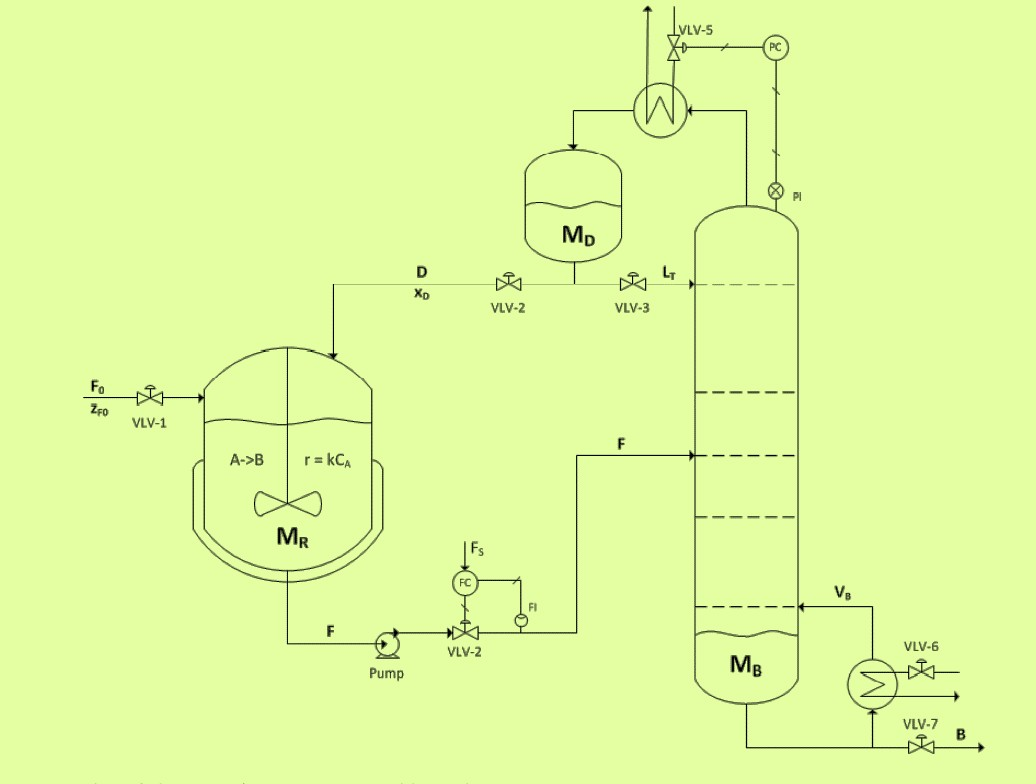 VLV-5
PC
PI
M_D
D
x_D
VLV-2
VLV-3
L_T
F_0
z̄_F0
VLV-1
A->B
r = kC_A
M_R
F
F_S
FC
FI
F
Pump
VLV-2
V_B
VLV-6
M_B
VLV-7
B